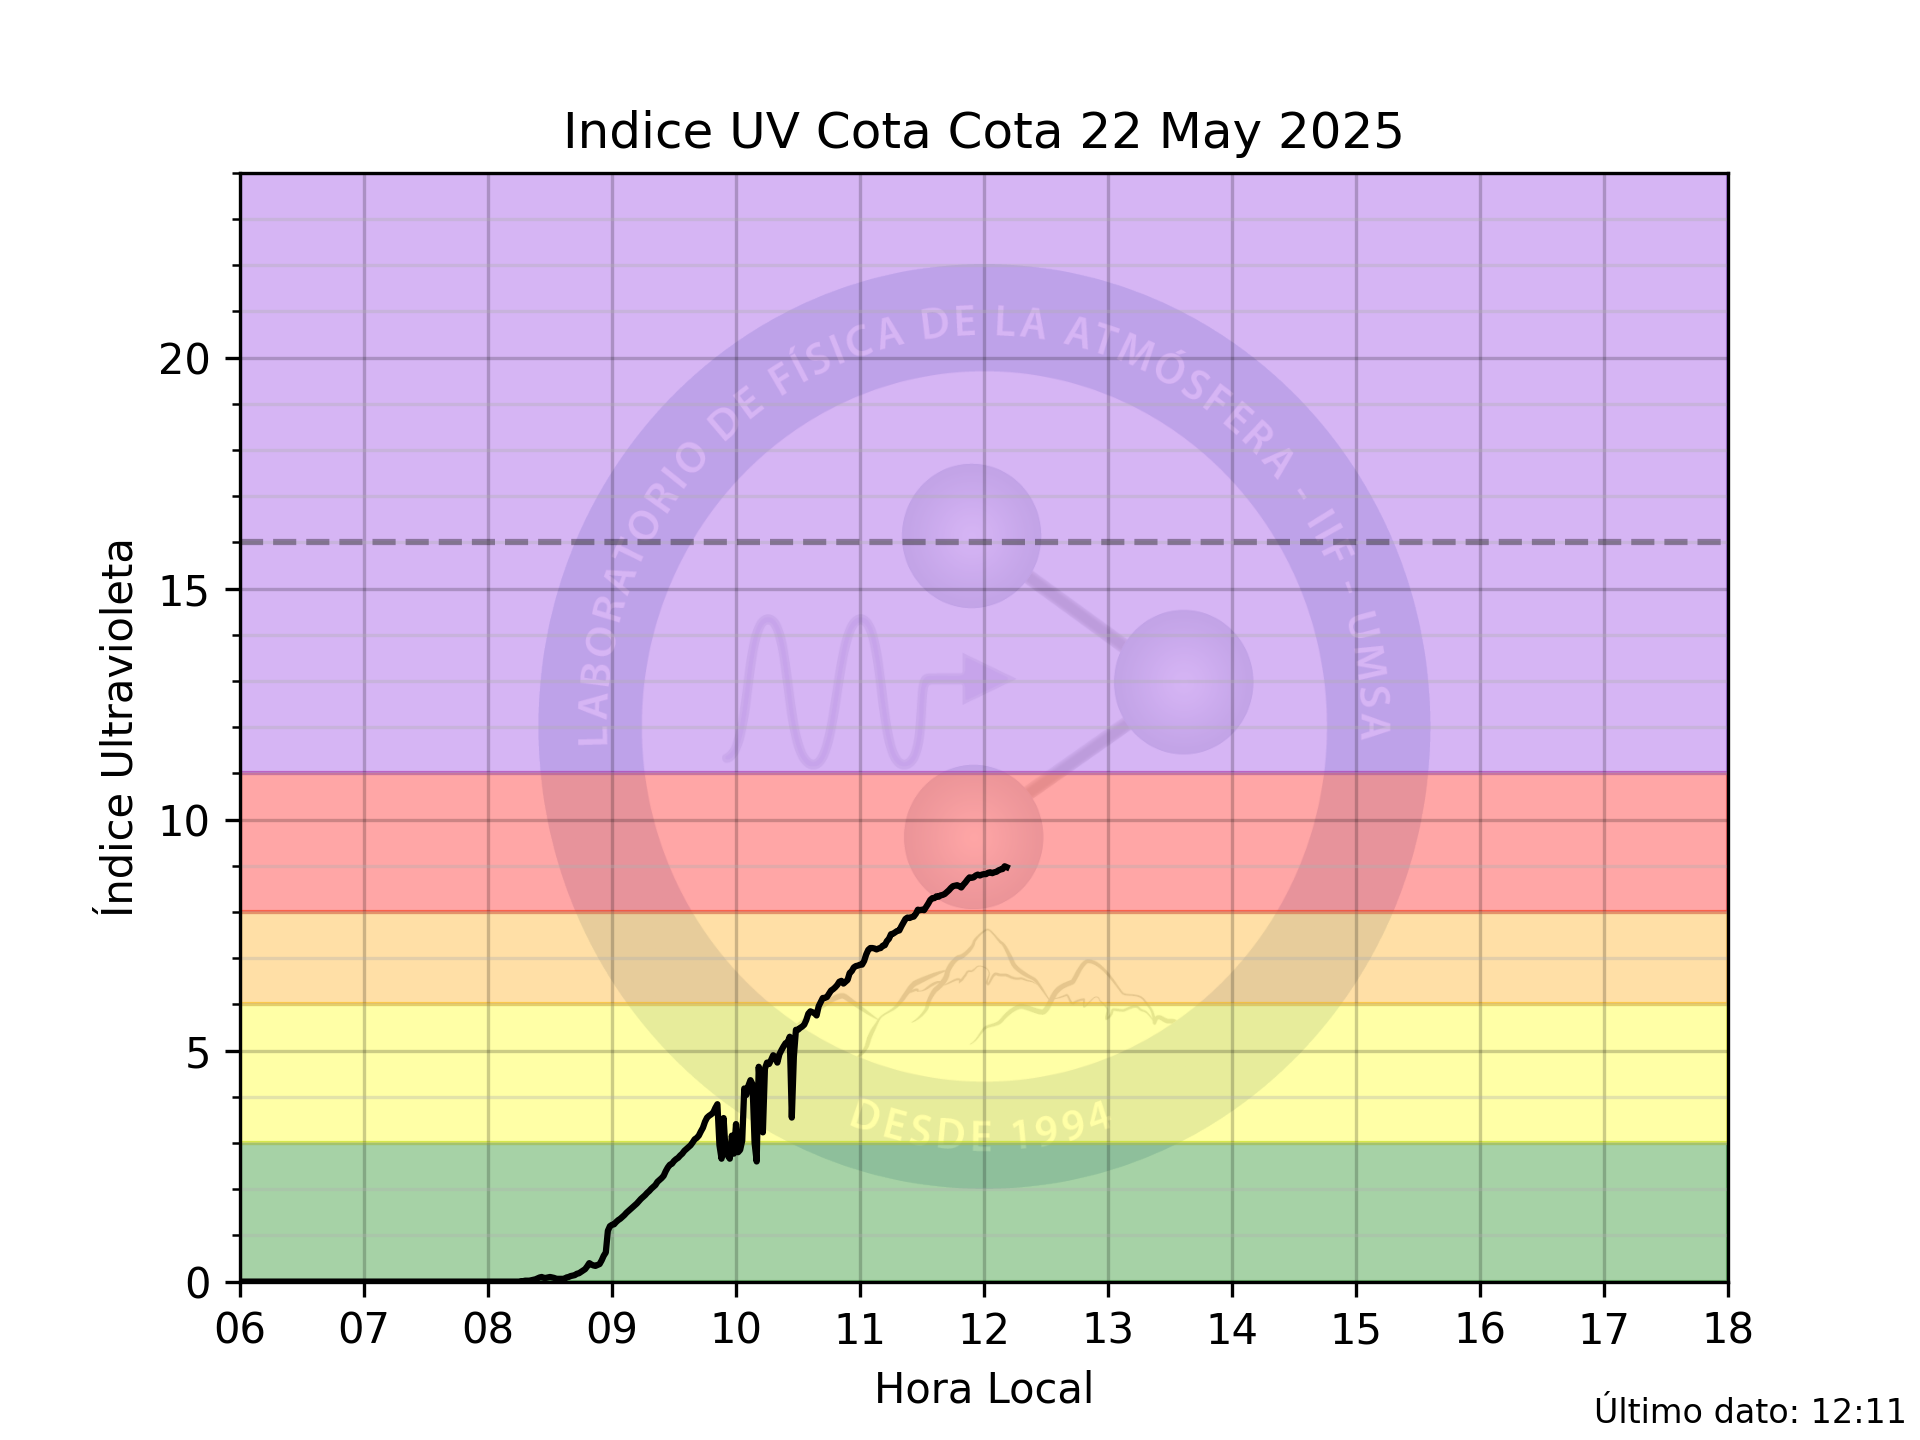 Indice UV Cota Cota 22 May 2025
LABORATORIO DE FÍSICA DE LA ATMÓSFERA - IIF - UMSA
20
15
10
5
0
Índice Ultravioleta
DESDE 1994
06 07 08 09 10 11 12 13 14 15 16 17 18
Hora Local
Último dato: 12:11